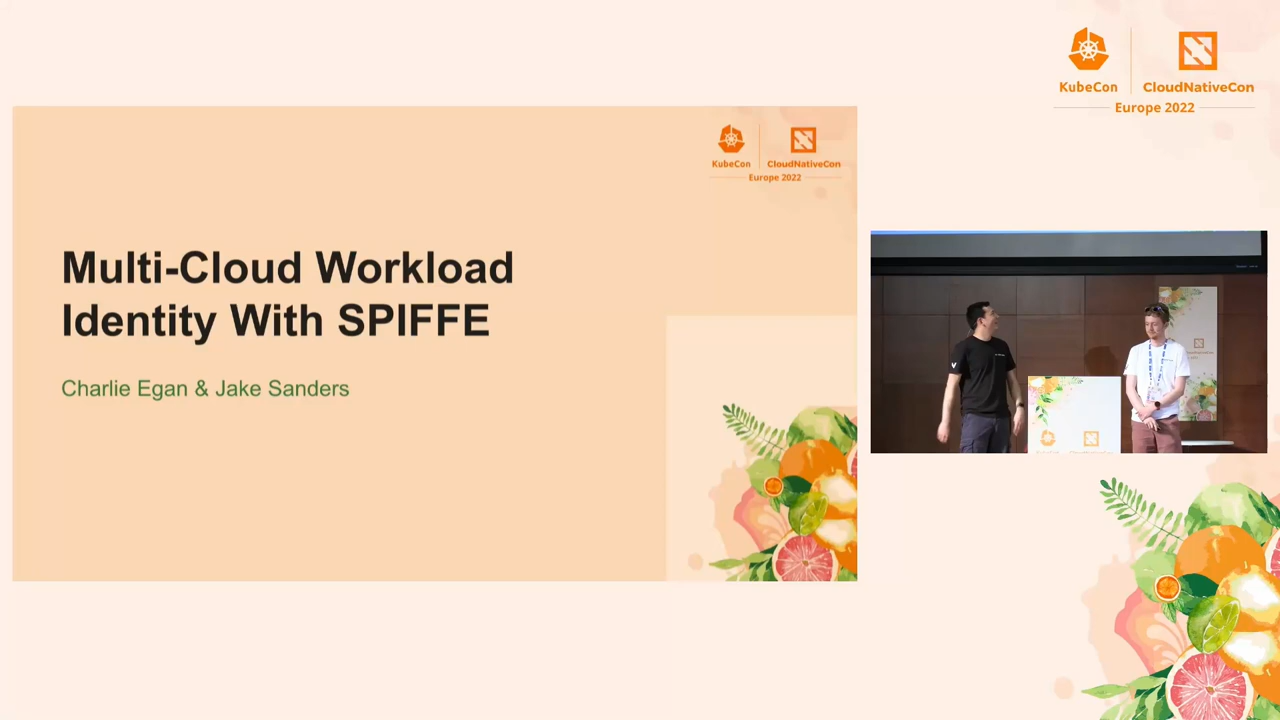 KubeCon
CloudNativeCon
Europe 2022
KubeCon
CloudNativeCon
Europe 2022
Multi-Cloud Workload
Identity With SPIFFE
Charlie Egan & Jake Sanders